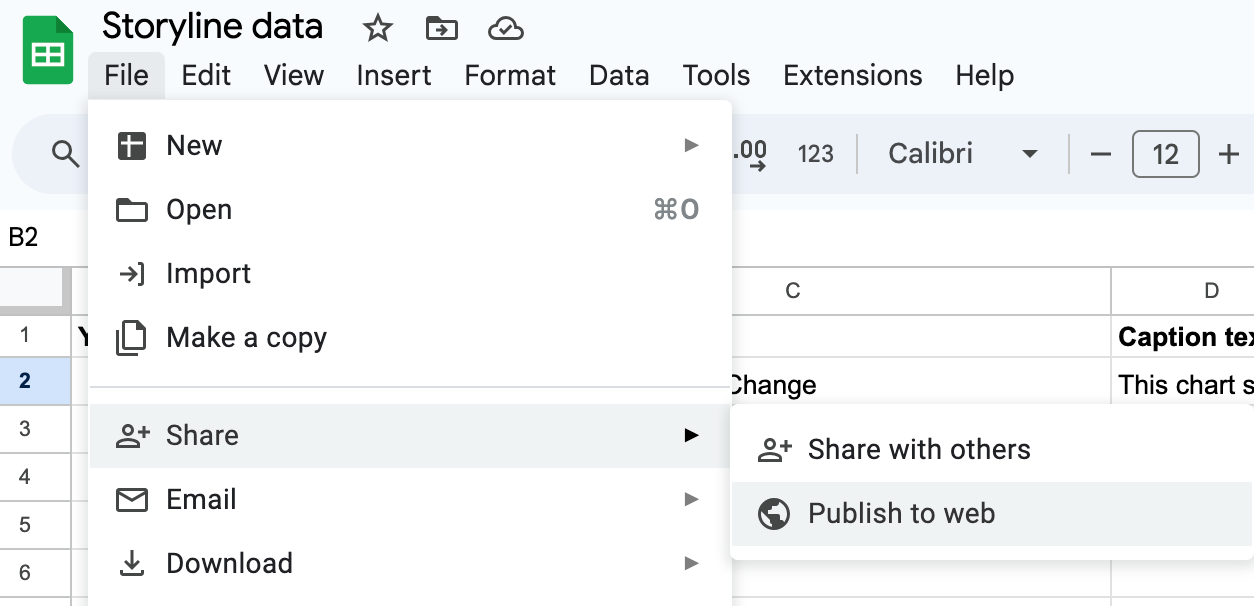 Storyline data
File Edit View Insert Format Data Tools Extensions Help
.00 123 Calibri 12
B2
New
Open ⌘O
Import
Make a copy
Share
Email
Download
Share with others
Publish to web
C D
1 Caption tex
2 Change This chart s
3
4
5
6